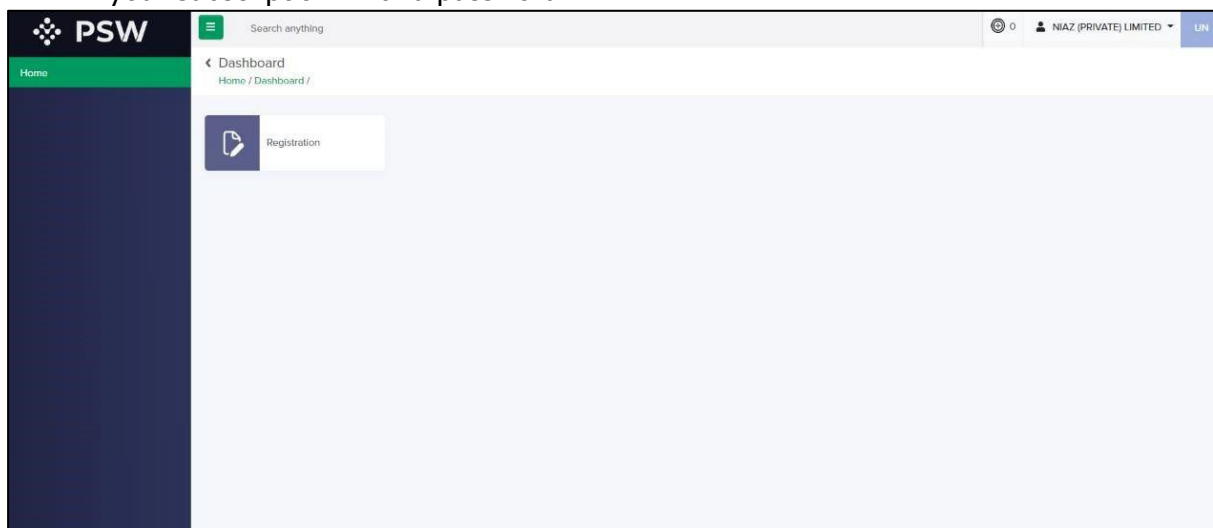 PSW
Search anything
0
NIAZ (PRIVATE) LIMITED
UN
Home
Dashboard
Home / Dashboard /
Registration